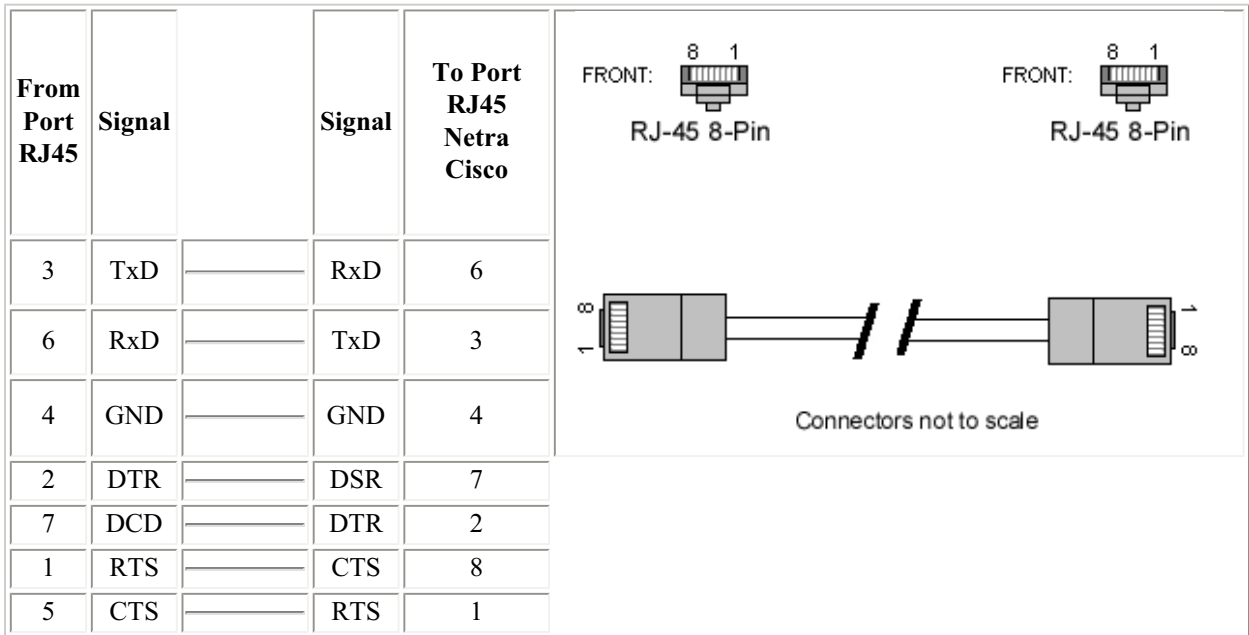 From Port RJ45 Signal Signal To Port RJ45 Netra Cisco
3 TxD RxD 6
6 RxD TxD 3
4 GND GND 4
2 DTR DSR 7
7 DCD DTR 2
1 RTS CTS 8
5 CTS RTS 1
8 1
FRONT:
RJ-45 8-Pin
8 1
FRONT:
RJ-45 8-Pin
8
1
1
8
Connectors not to scale